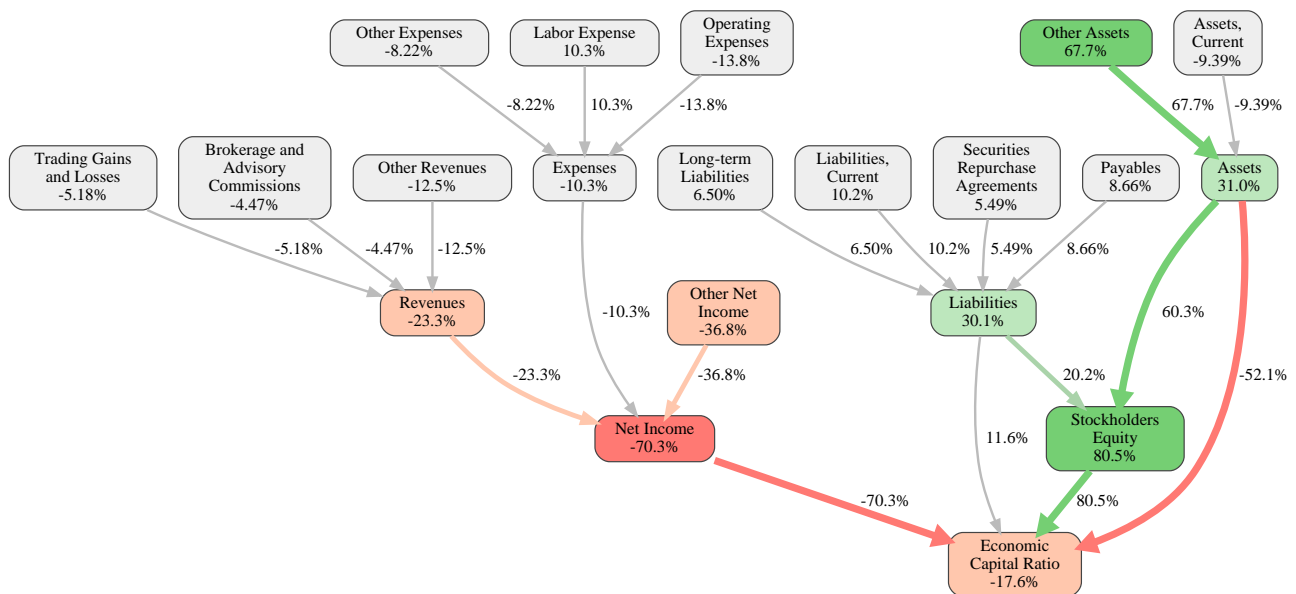 Other Expenses
-8.22%
Labor Expense
10.3%
Operating
Expenses
-13.8%
Other Assets
67.7%
Assets,
Current
-9.39%
-8.22%
10.3%
-13.8%
67.7%
-9.39%
Trading Gains
and Losses
-5.18%
Brokerage and
Advisory
Commissions
-4.47%
Other Revenues
-12.5%
Expenses
-10.3%
Long-term
Liabilities
6.50%
Liabilities,
Current
10.2%
Securities
Repurchase
Agreements
5.49%
Payables
8.66%
Assets
31.0%
-5.18%
-4.47%
-12.5%
6.50%
10.2%
5.49%
8.66%
Revenues
-23.3%
-10.3%
Other Net
Income
-36.8%
Liabilities
30.1%
60.3%
-23.3%
-36.8%
20.2%
-52.1%
Net Income
-70.3%
11.6%
Stockholders
Equity
80.5%
-70.3%
80.5%
Economic
Capital Ratio
-17.6%